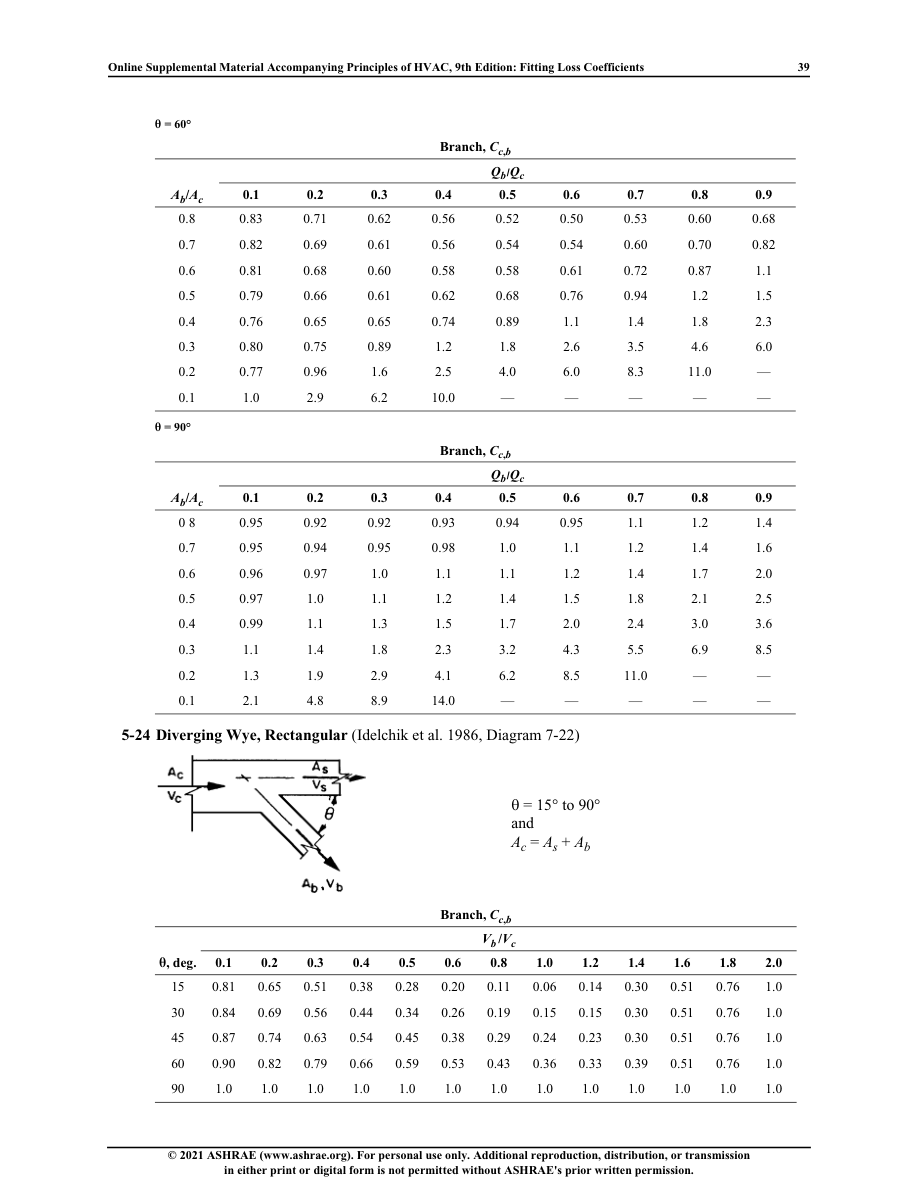 Online Supplemental Material Accompanying Principles of HVAC, 9th Edition: Fitting Loss Coefficients 39
θ = 60°
Branch, Cc,b
Qb/Qc
Ab/Ac 0.1 0.2 0.3 0.4 0.5 0.6 0.7 0.8 0.9
0.8 0.83 0.71 0.62 0.56 0.52 0.50 0.53 0.60 0.68
0.7 0.82 0.69 0.61 0.56 0.54 0.54 0.60 0.70 0.82
0.6 0.81 0.68 0.60 0.58 0.58 0.61 0.72 0.87 1.1
0.5 0.79 0.66 0.61 0.62 0.68 0.76 0.94 1.2 1.5
0.4 0.76 0.65 0.65 0.74 0.89 1.1 1.4 1.8 2.3
0.3 0.80 0.75 0.89 1.2 1.8 2.6 3.5 4.6 6.0
0.2 0.77 0.96 1.6 2.5 4.0 6.0 8.3 11.0 —
0.1 1.0 2.9 6.2 10.0 — — — — —
θ = 90°
Branch, Cc,b
Qb/Qc
Ab/Ac 0.1 0.2 0.3 0.4 0.5 0.6 0.7 0.8 0.9
0 8 0.95 0.92 0.92 0.93 0.94 0.95 1.1 1.2 1.4
0.7 0.95 0.94 0.95 0.98 1.0 1.1 1.2 1.4 1.6
0.6 0.96 0.97 1.0 1.1 1.1 1.2 1.4 1.7 2.0
0.5 0.97 1.0 1.1 1.2 1.4 1.5 1.8 2.1 2.5
0.4 0.99 1.1 1.3 1.5 1.7 2.0 2.4 3.0 3.6
0.3 1.1 1.4 1.8 2.3 3.2 4.3 5.5 6.9 8.5
0.2 1.3 1.9 2.9 4.1 6.2 8.5 11.0 — —
0.1 2.1 4.8 8.9 14.0 — — — — —
5-24 Diverging Wye, Rectangular (Idelchik et al. 1986, Diagram 7-22)
Ac
Vc
As
Vs
θ
Ab, Vb
θ = 15° to 90°
and
Ac = As + Ab
Branch, Cc,b
Vb/Vc
θ, deg. 0.1 0.2 0.3 0.4 0.5 0.6 0.8 1.0 1.2 1.4 1.6 1.8 2.0
15 0.81 0.65 0.51 0.38 0.28 0.20 0.11 0.06 0.14 0.30 0.51 0.76 1.0
30 0.84 0.69 0.56 0.44 0.34 0.26 0.19 0.15 0.15 0.30 0.51 0.76 1.0
45 0.87 0.74 0.63 0.54 0.45 0.38 0.29 0.24 0.23 0.30 0.51 0.76 1.0
60 0.90 0.82 0.79 0.66 0.59 0.53 0.43 0.36 0.33 0.39 0.51 0.76 1.0
90 1.0 1.0 1.0 1.0 1.0 1.0 1.0 1.0 1.0 1.0 1.0 1.0 1.0
© 2021 ASHRAE (www.ashrae.org). For personal use only. Additional reproduction, distribution, or transmission
in either print or digital form is not permitted without ASHRAE's prior written permission.